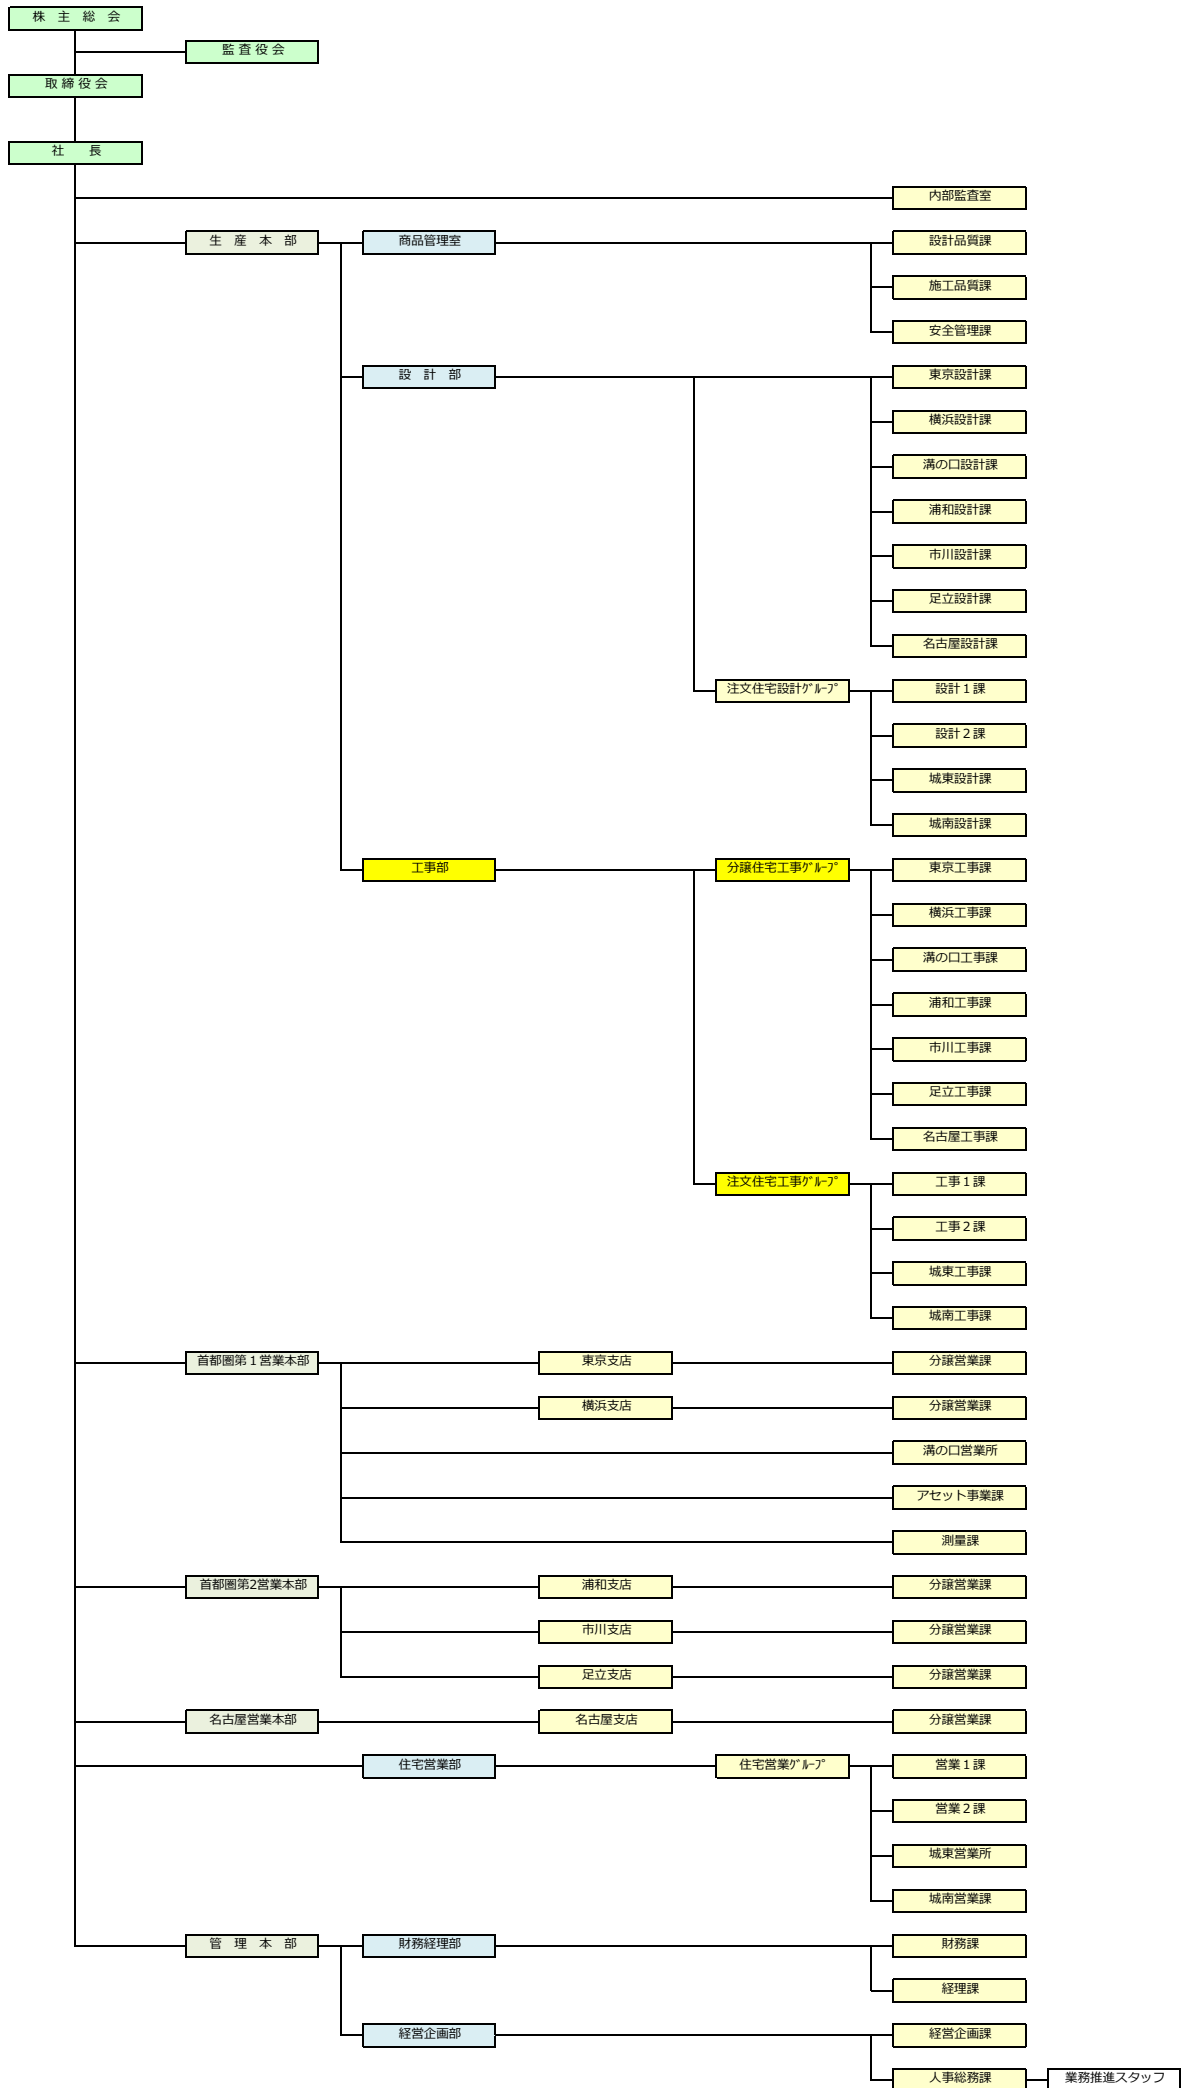 株　主　総　会
監 査 役 会
取 締 役 会
社　　長
内部監査室
生　産　本　部　商品管理室　設計品質課
施工品質課
安全管理課
設　計　部　東京設計課
横浜設計課
溝の口設計課
浦和設計課
市川設計課
足立設計課
名古屋設計課
注文住宅設計ｸﾞﾙｰﾌﾟ　設計１課
設計２課
城東設計課
城南設計課
工事部　分譲住宅工事ｸﾞﾙｰﾌﾟ　東京工事課
横浜工事課
溝の口工事課
浦和工事課
市川工事課
足立工事課
名古屋工事課
注文住宅工事ｸﾞﾙｰﾌﾟ　工事１課
工事２課
城東工事課
城南工事課
首都圏第１営業本部　東京支店　分譲営業課
横浜支店　分譲営業課
溝の口営業所
アセット事業課
測量課
首都圏第2営業本部　浦和支店　分譲営業課
市川支店　分譲営業課
足立支店　分譲営業課
名古屋営業本部　名古屋支店　分譲営業課
住宅営業部　住宅営業ｸﾞﾙｰﾌﾟ　営業１課
営業２課
城東営業所
城南営業課
管　理　本　部　財務経理部　財務課
経理課
経営企画部　経営企画課
人事総務課　業務推進スタッフ